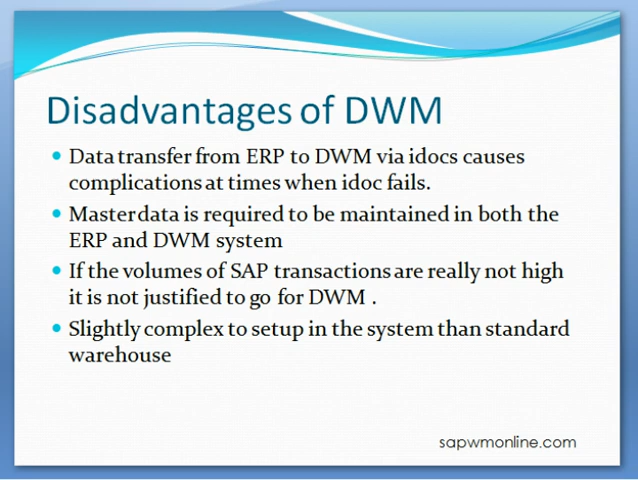 Disadvantages of DWM
• Data transfer from ERP to DWM via idocs causes
complications at times when idoc fails.
• Master data is required to be maintained in both the
ERP and DWM system
• If the volumes of SAP transactions are really not high
it is not justified to go for DWM .
• Slightly complex to setup in the system than standard
warehouse
sapwmonline.com